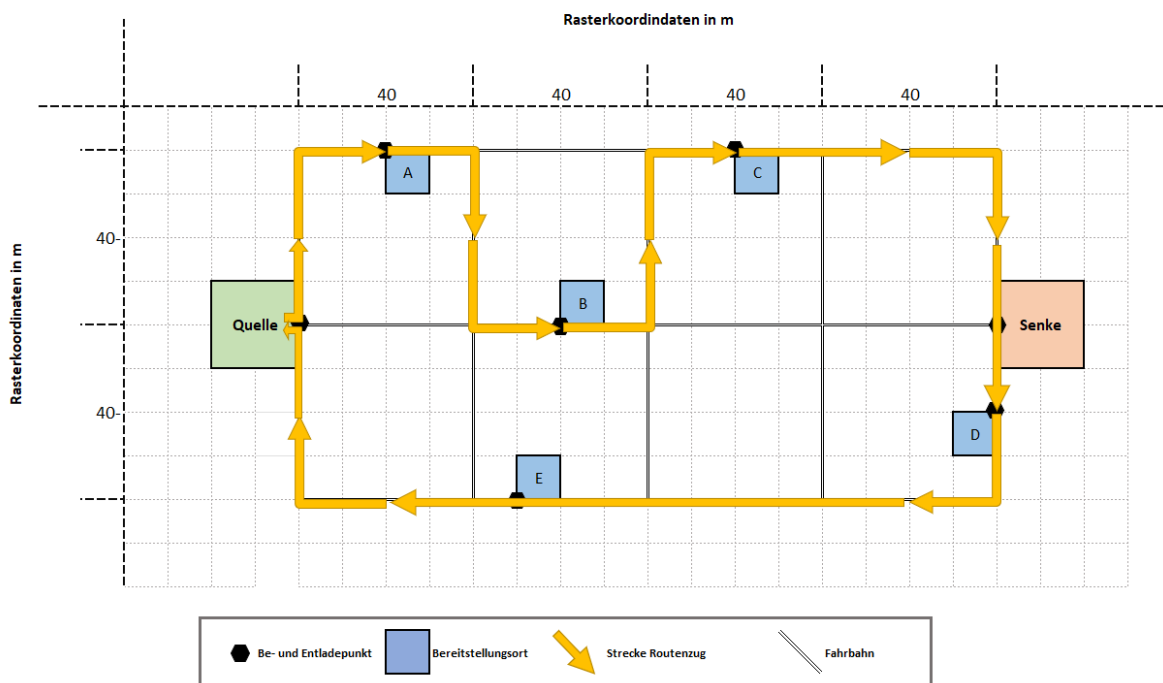 Rasterkoordindaten in m
40 40 40 40
A C
Rasterkoordinaten in m
40-
B
Quelle Senke
40-
D
E
Be- und Entladepunkt Bereitstellungsort Strecke Routenzug Fahrbahn